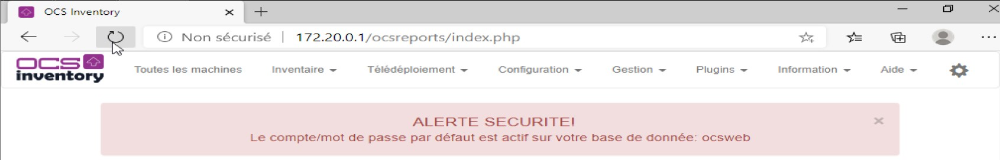 OCS Inventory
Non sécurisé | 172.20.0.1/ocsreports/index.php
OCS inventory
Toutes les machines Inventaire Télédéploiement Configuration Gestion Plugins Information Aide
ALERTE SECURITE!
Le compte/mot de passe par défaut est actif sur votre base de donnée: ocsweb